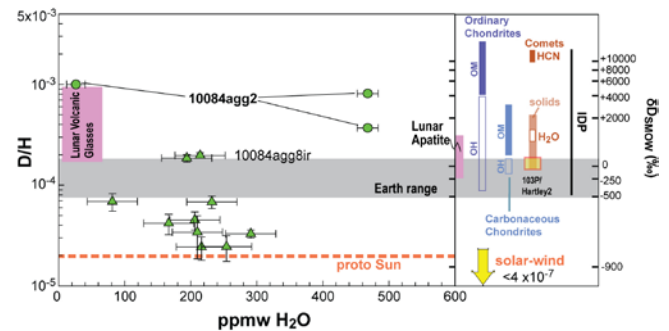 5×10⁻³
10⁻³
10⁻⁴
10⁻⁵
D/H
0
100
200
300
400
500
600
ppmw H₂O
Lunar Volcanic
Glasses
10084agg2
10084agg8ir
Earth range
proto Sun
Lunar
Apatite
Ordinary
Chondrites
OM
OH
OM
OH
Carbonaceous
Chondrites
Comets
HCN
solids
H₂O
103P/
Hartley2
IDP
solar-wind
<4 x10⁻⁷
+10000
+8000
+6000
+4000
+2000
0
-250
-500
-900
δD_SMOW (‰)